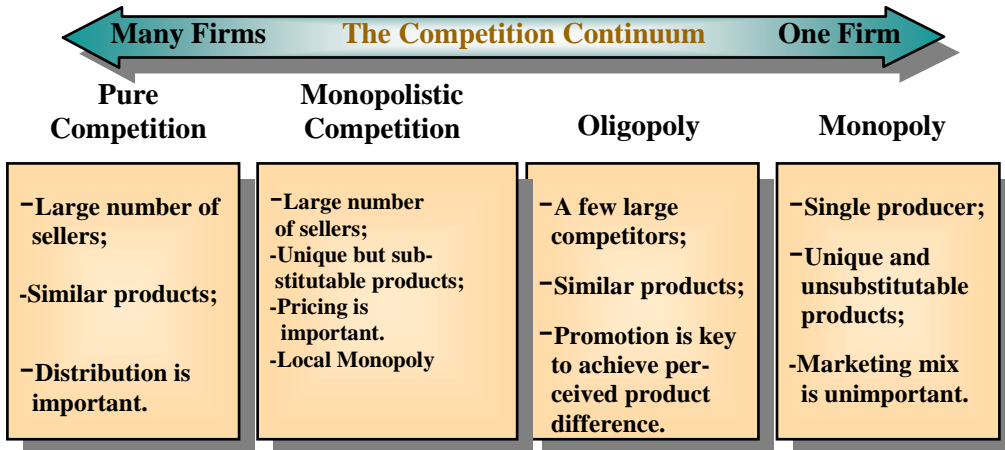 Many Firms The Competition Continuum One Firm
Pure
Competition
-Large number of
sellers;
-Similar products;
-Distribution is
important.
Monopolistic
Competition
-Large number
of sellers;
-Unique but sub-
stitutable products;
-Pricing is
important.
-Local Monopoly
Oligopoly
-A few large
competitors;
-Similar products;
-Promotion is key
to achieve per-
ceived product
difference.
Monopoly
-Single producer;
-Unique and
unsubstitutable
products;
-Marketing mix
is unimportant.